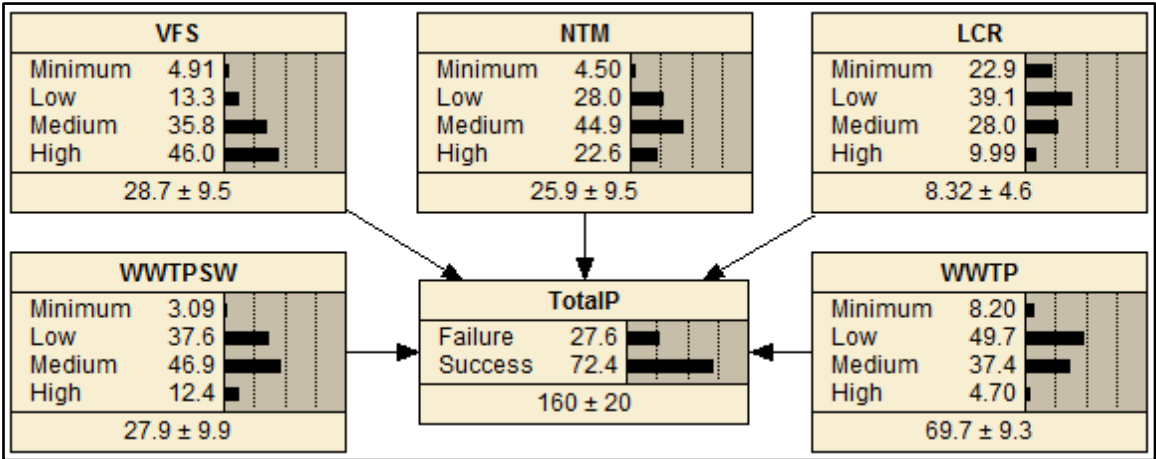 VFS
Minimum 4.91
Low 13.3
Medium 35.8
High 46.0
28.7 ± 9.5
NTM
Minimum 4.50
Low 28.0
Medium 44.9
High 22.6
25.9 ± 9.5
LCR
Minimum 22.9
Low 39.1
Medium 28.0
High 9.99
8.32 ± 4.6
WWTPSW
Minimum 3.09
Low 37.6
Medium 46.9
High 12.4
27.9 ± 9.9
TotalP
Failure 27.6
Success 72.4
160 ± 20
WWTP
Minimum 8.20
Low 49.7
Medium 37.4
High 4.70
69.7 ± 9.3